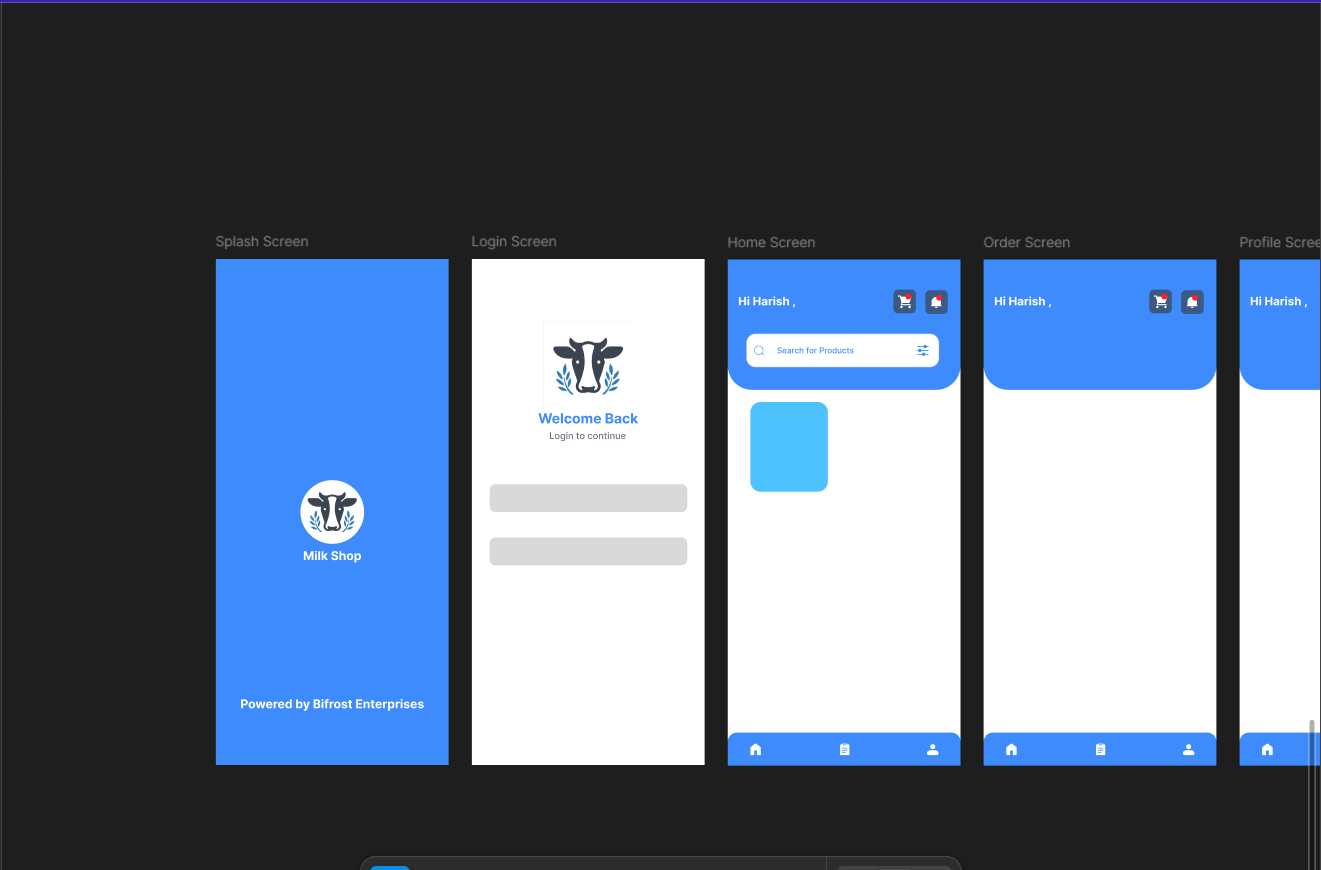 Splash Screen
Login Screen
Home Screen
Order Screen
Profile Scree
Hi Harish ,
Hi Harish ,
Hi Harish ,
Search for Products
Welcome Back
Login to continue
Milk Shop
Powered by Bifrost Enterprises